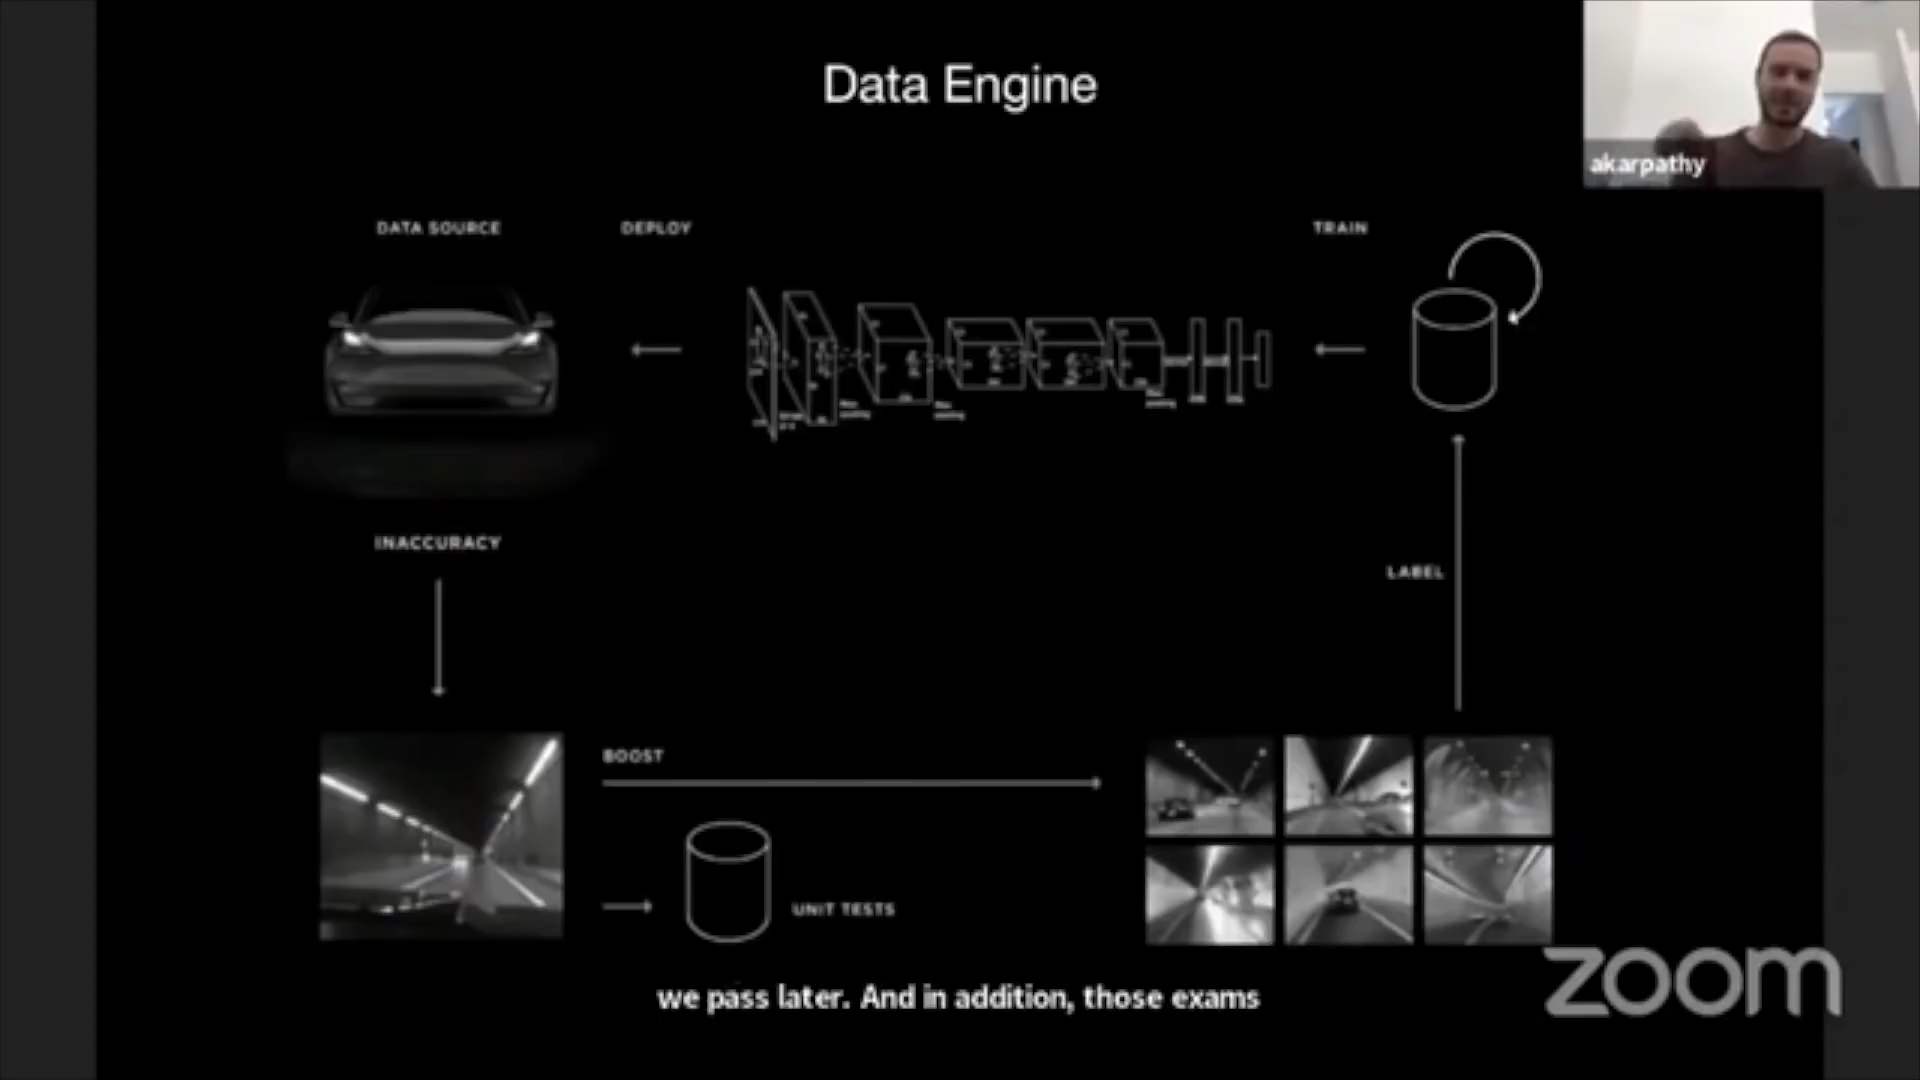 Data Engine
akarpathy
DATA SOURCE
DEPLOY
TRAIN
INACCURACY
LABEL
BOOST
UNIT TESTS
we pass later. And in addition, those exams
zoom